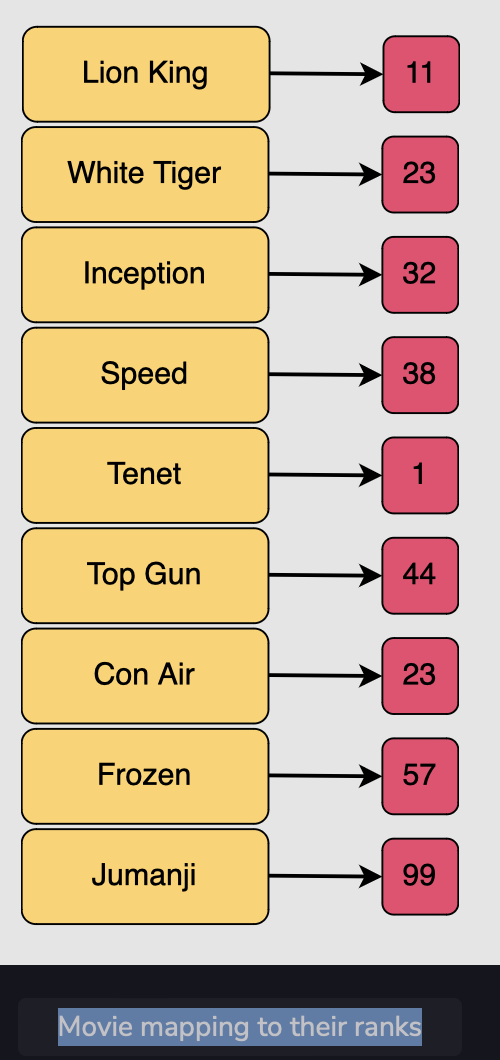 Lion King 11
White Tiger 23
Inception 32
Speed 38
Tenet 1
Top Gun 44
Con Air 23
Frozen 57
Jumanji 99
Movie mapping to their ranks